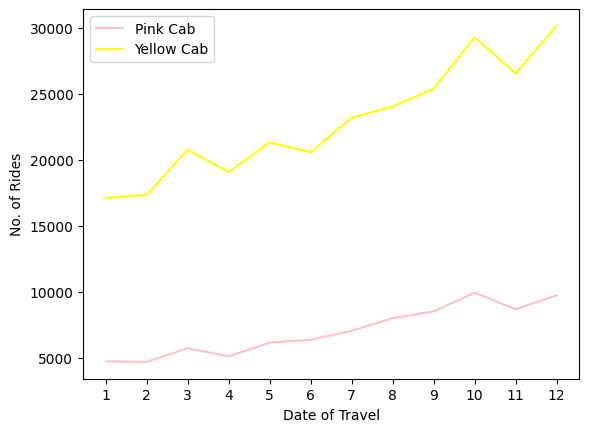 Pink Cab
Yellow Cab
30000
25000
20000
15000
10000
5000
No. of Rides
1 2 3 4 5 6 7 8 9 10 11 12
Date of Travel